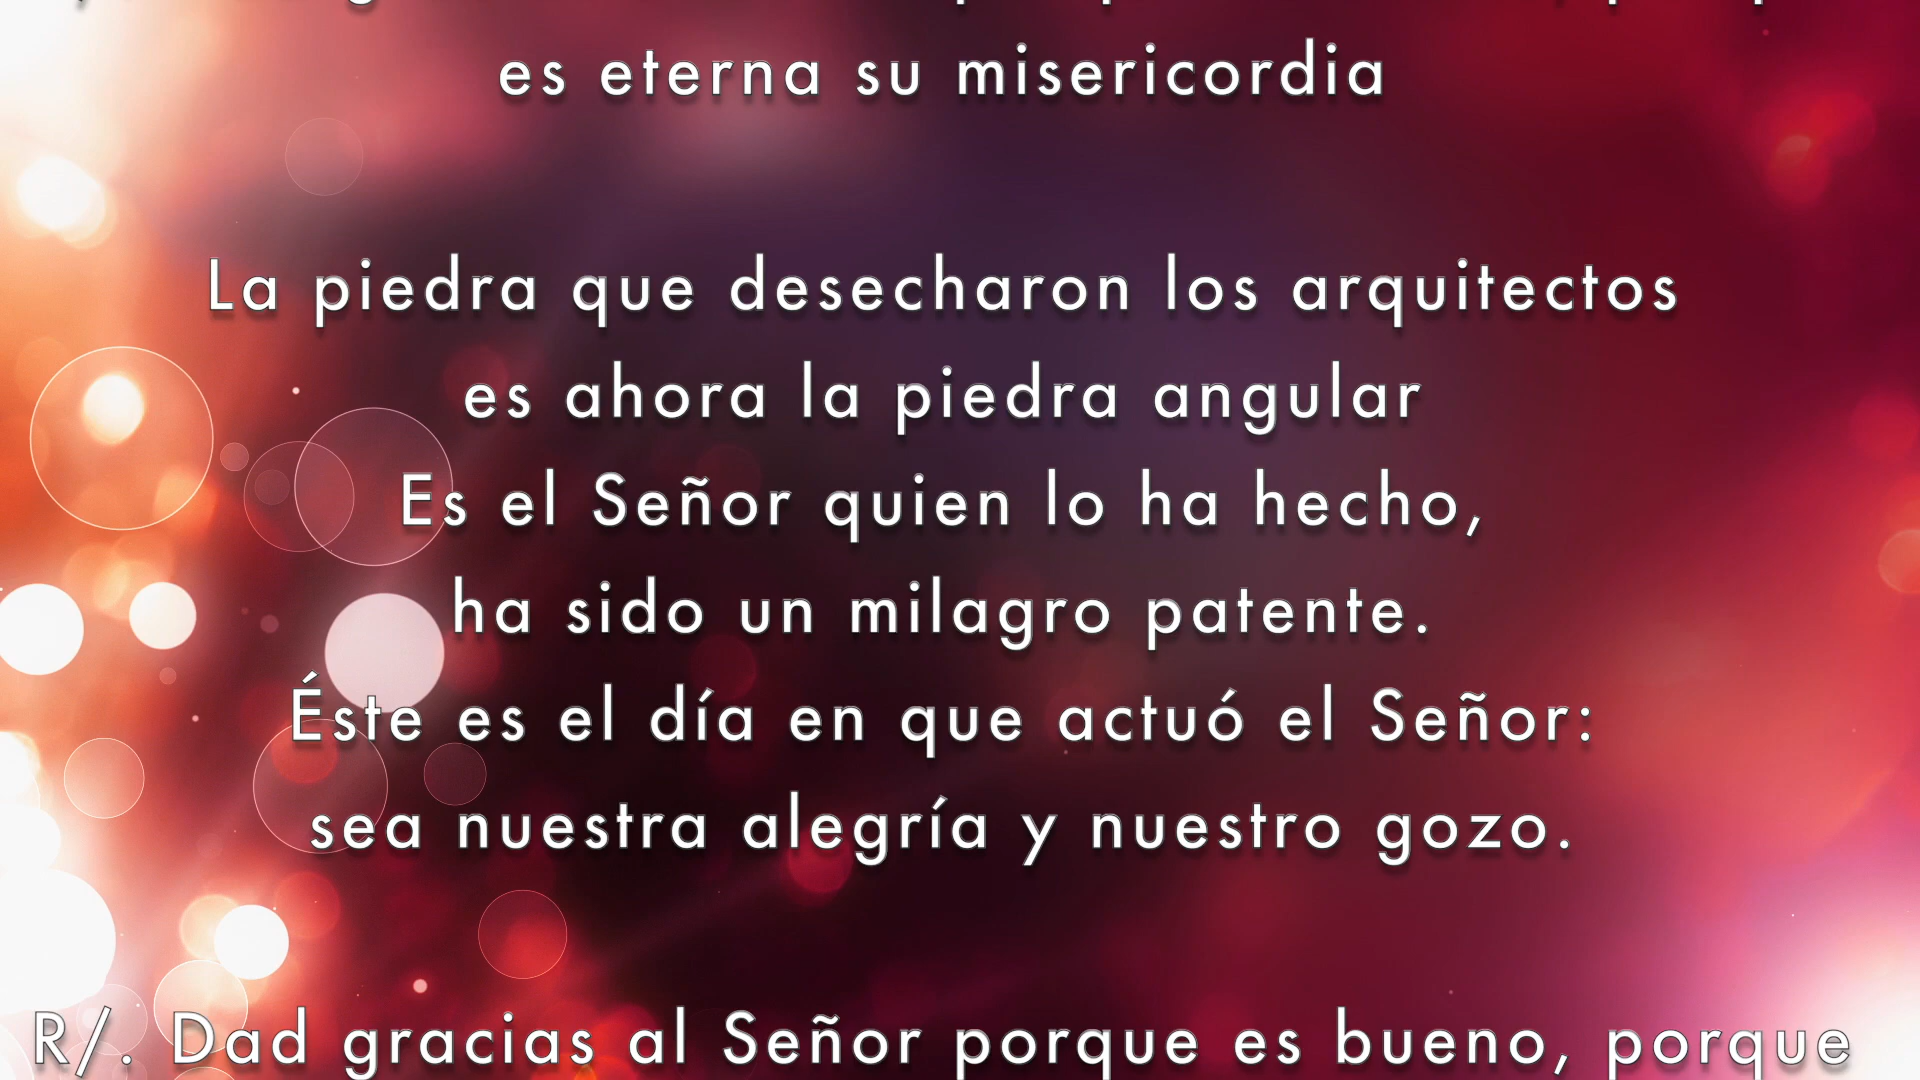 es eterna su misericordia
La piedra que desecharon los arquitectos
es ahora la piedra angular
Es el Señor quien lo ha hecho,
ha sido un milagro patente.
Éste es el día en que actuó el Señor:
sea nuestra alegría y nuestro gozo.
R/. Dad gracias al Señor porque es bueno, porque